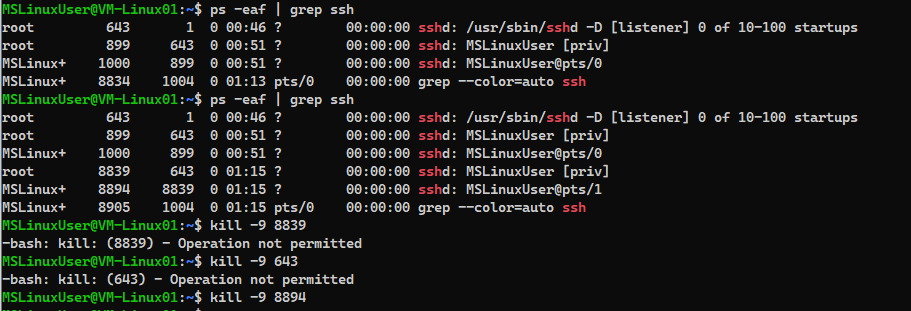 MSLinuxUser@VM-Linux01:~$ ps -eaf | grep ssh
root         643       1  0 00:46 ?        00:00:00 sshd: /usr/sbin/sshd -D [listener] 0 of 10-100 startups
root         899     643  0 00:51 ?        00:00:00 sshd: MSLinuxUser [priv]
MSLinux+    1000     899  0 00:51 ?        00:00:00 sshd: MSLinuxUser@pts/0
MSLinux+    8834    1004  0 01:13 pts/0    00:00:00 grep --color=auto ssh
MSLinuxUser@VM-Linux01:~$ ps -eaf | grep ssh
root         643       1  0 00:46 ?        00:00:00 sshd: /usr/sbin/sshd -D [listener] 0 of 10-100 startups
root         899     643  0 00:51 ?        00:00:00 sshd: MSLinuxUser [priv]
MSLinux+    1000     899  0 00:51 ?        00:00:00 sshd: MSLinuxUser@pts/0
root        8839     643  0 01:15 ?        00:00:00 sshd: MSLinuxUser [priv]
MSLinux+    8894    8839  0 01:15 ?        00:00:00 sshd: MSLinuxUser@pts/1
MSLinux+    8905    1004  0 01:15 pts/0    00:00:00 grep --color=auto ssh
MSLinuxUser@VM-Linux01:~$ kill -9 8839
-bash: kill: (8839) - Operation not permitted
MSLinuxUser@VM-Linux01:~$ kill -9 643
-bash: kill: (643) - Operation not permitted
MSLinuxUser@VM-Linux01:~$ kill -9 8894